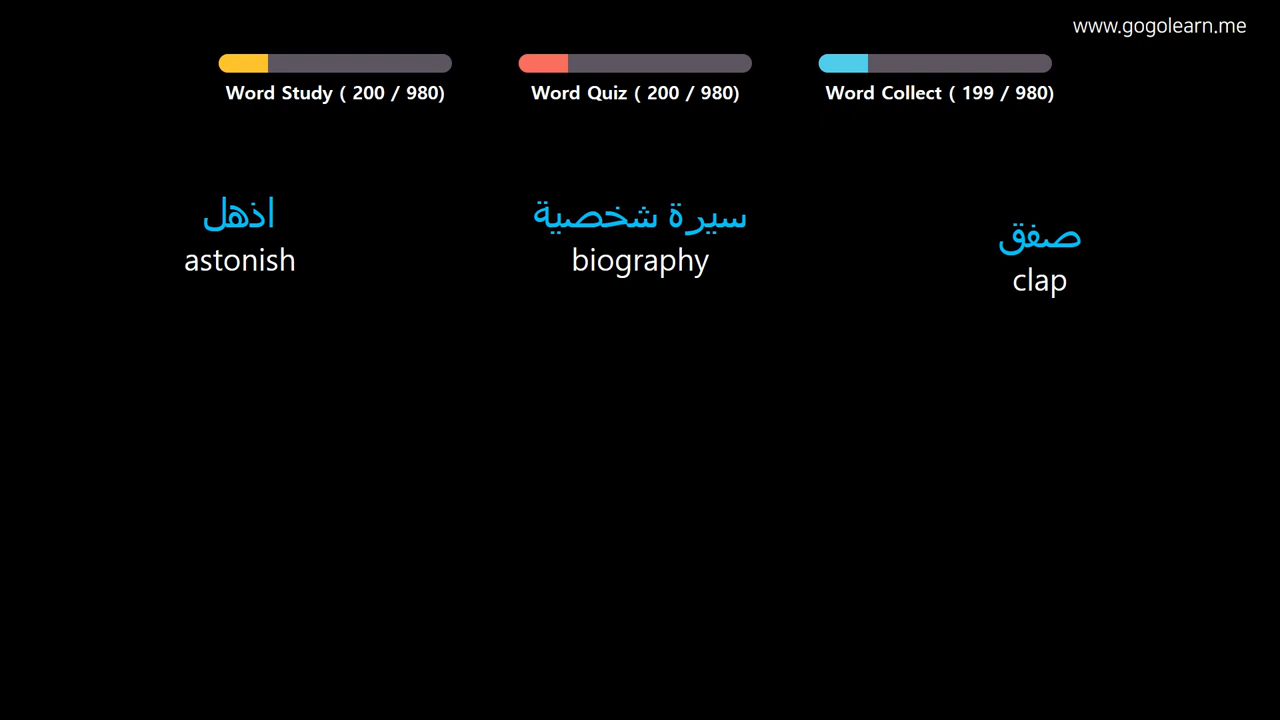 www.gogolearn.me
Word Study ( 200 / 980)
Word Quiz ( 200 / 980)
Word Collect ( 199 / 980)
اذهل
astonish
سيرة شخصية
biography
صفق
clap